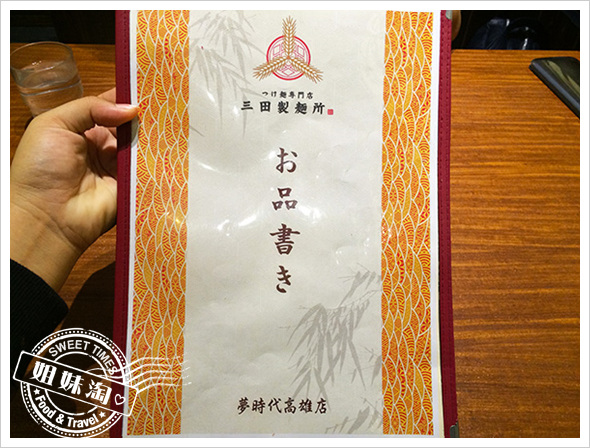 つけ麺専門店
三田製麺所
お品書き
夢時代高雄店
SWEET TIMES
姐妹淘
Food & Travel